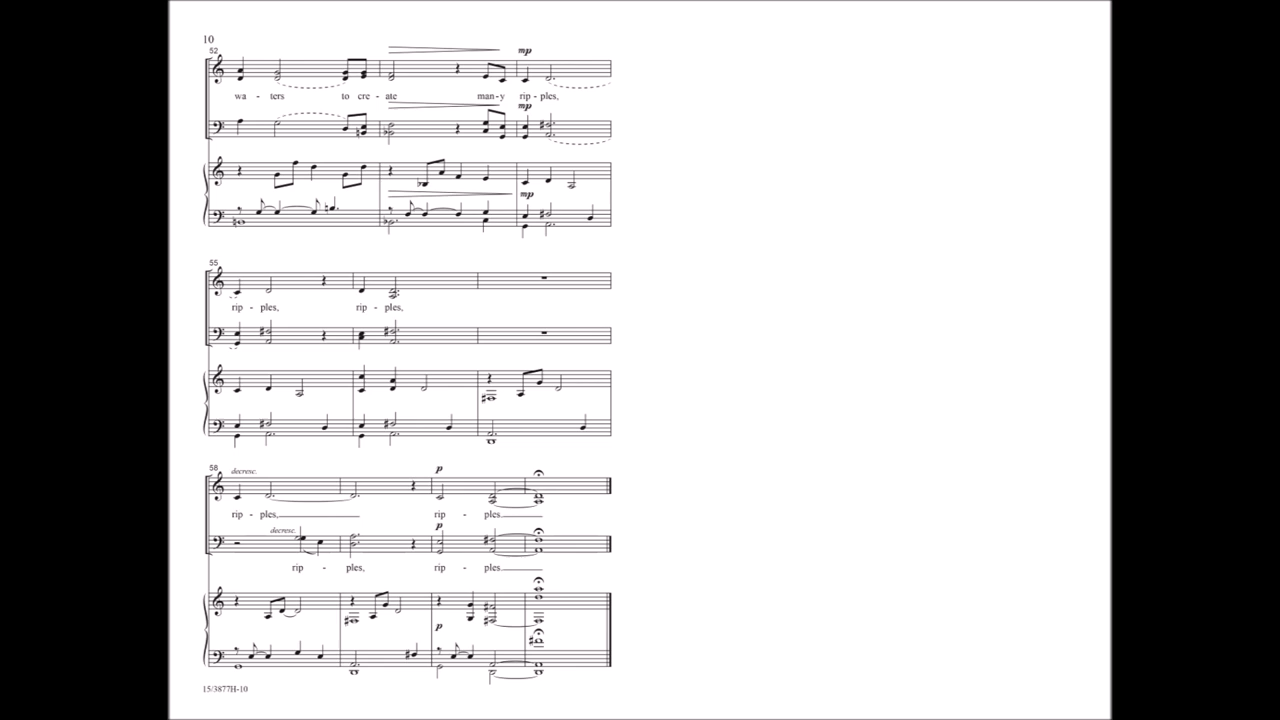 10
52
mp
wa - ters to cre - ate man - y rip - ples,
mp
mp
55
rip - ples, rip - ples,
58
decresc.
p
rip - ples, rip - ples.
decresc.
p
rip - ples, rip - ples.
p
15/3877H-10